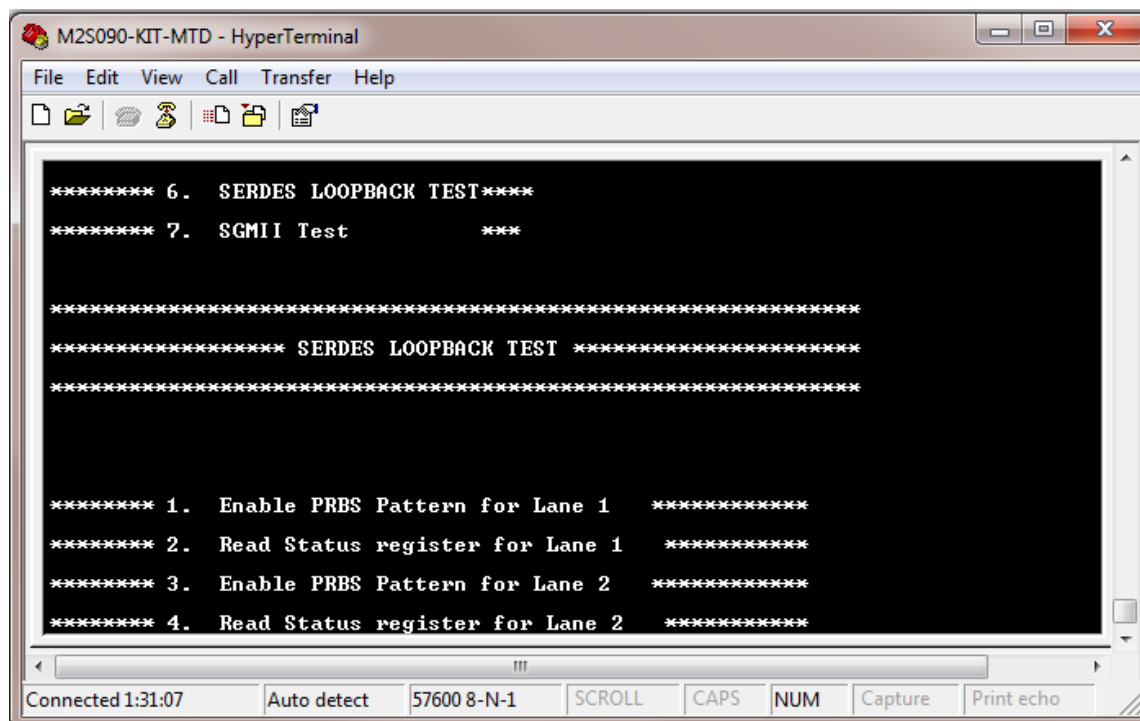 M2S090-KIT-MTD - HyperTerminal
File Edit View Call Transfer Help
******** 6. SERDES LOOPBACK TEST****
******** 7. SGMII Test ***
**************************************************************
****************** SERDES LOOPBACK TEST **********************
**************************************************************
******** 1. Enable PRBS Pattern for Lane 1 ************
******** 2. Read Status register for Lane 1 ***********
******** 3. Enable PRBS Pattern for Lane 2 ************
******** 4. Read Status register for Lane 2 ***********
Connected 1:31:07 Auto detect 57600 8-N-1 SCROLL CAPS NUM Capture Print echo